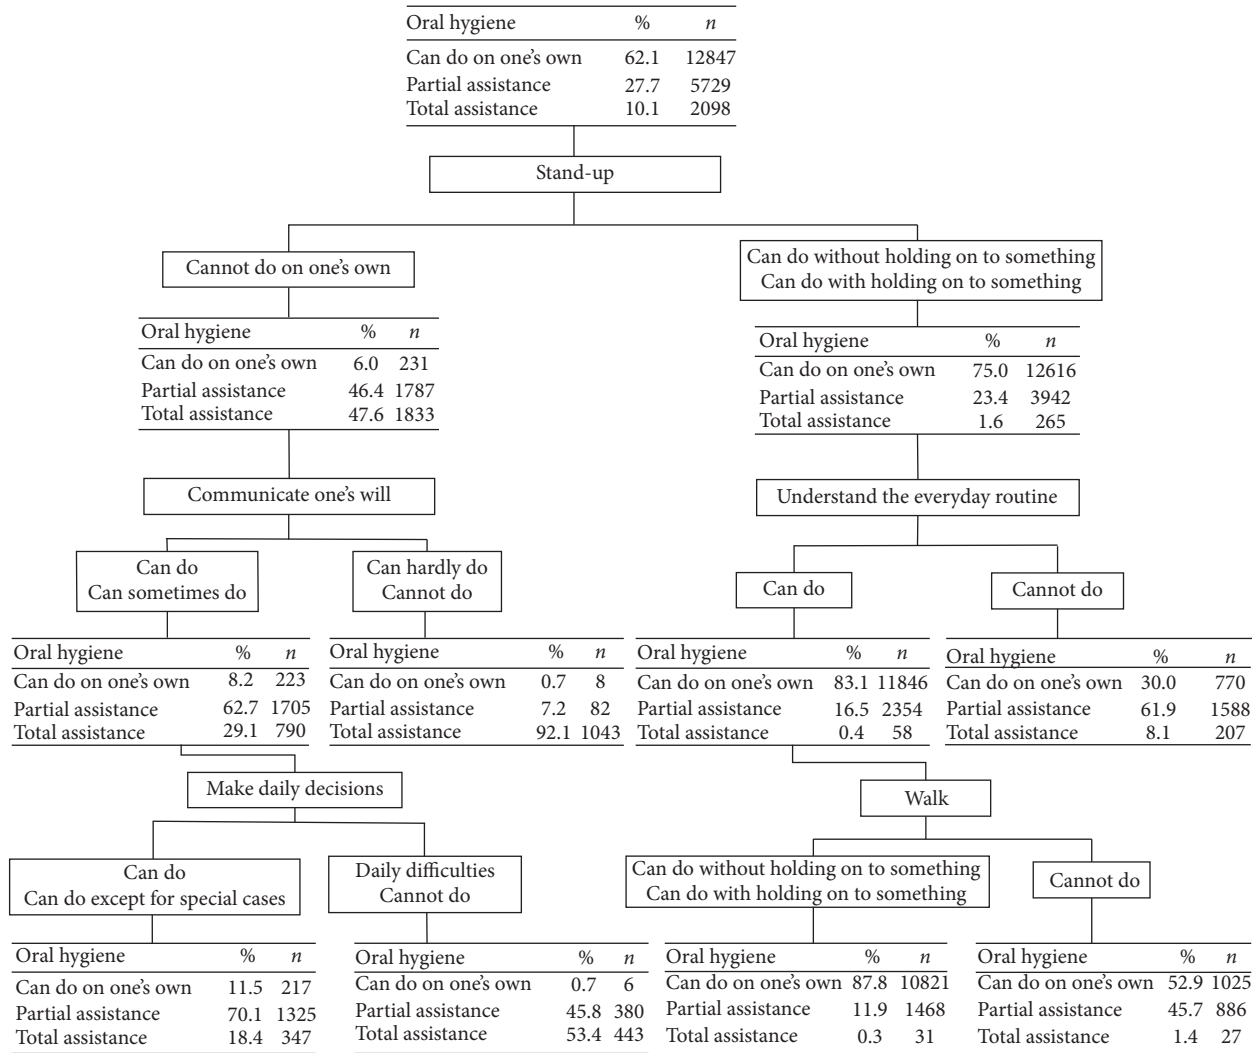 Oral hygiene % n
Can do on one's own 62.1 12847
Partial assistance 27.7 5729
Total assistance 10.1 2098
Stand-up
Cannot do on one's own
Can do without holding on to something
Can do with holding on to something
Oral hygiene % n
Can do on one's own 6.0 231
Partial assistance 46.4 1787
Total assistance 47.6 1833
Oral hygiene % n
Can do on one's own 75.0 12616
Partial assistance 23.4 3942
Total assistance 1.6 265
Communicate one's will
Understand the everyday routine
Can do
Can sometimes do
Can hardly do
Cannot do
Can do
Cannot do
Oral hygiene % n
Can do on one's own 8.2 223
Partial assistance 62.7 1705
Total assistance 29.1 790
Oral hygiene % n
Can do on one's own 0.7 8
Partial assistance 7.2 82
Total assistance 92.1 1043
Oral hygiene % n
Can do on one's own 83.1 11846
Partial assistance 16.5 2354
Total assistance 0.4 58
Oral hygiene % n
Can do on one's own 30.0 770
Partial assistance 61.9 1588
Total assistance 8.1 207
Make daily decisions
Walk
Can do
Can do except for special cases
Daily difficulties
Cannot do
Can do without holding on to something
Can do with holding on to something
Cannot do
Oral hygiene % n
Can do on one's own 11.5 217
Partial assistance 70.1 1325
Total assistance 18.4 347
Oral hygiene % n
Can do on one's own 0.7 6
Partial assistance 45.8 380
Total assistance 53.4 443
Oral hygiene % n
Can do on one's own 87.8 10821
Partial assistance 11.9 1468
Total assistance 0.3 31
Oral hygiene % n
Can do on one's own 52.9 1025
Partial assistance 45.7 886
Total assistance 1.4 27